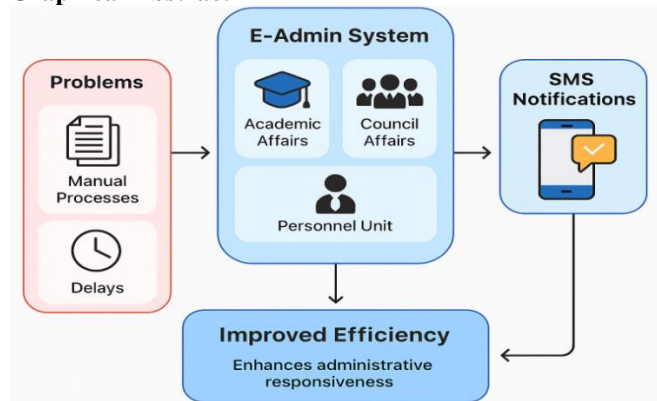 E-Admin System
Problems
Manual
Processes
Delays
Academic
Affairs
Council
Affairs
Personnel Unit
SMS
Notifications
Improved Efficiency
Enhances administrative
responsiveness